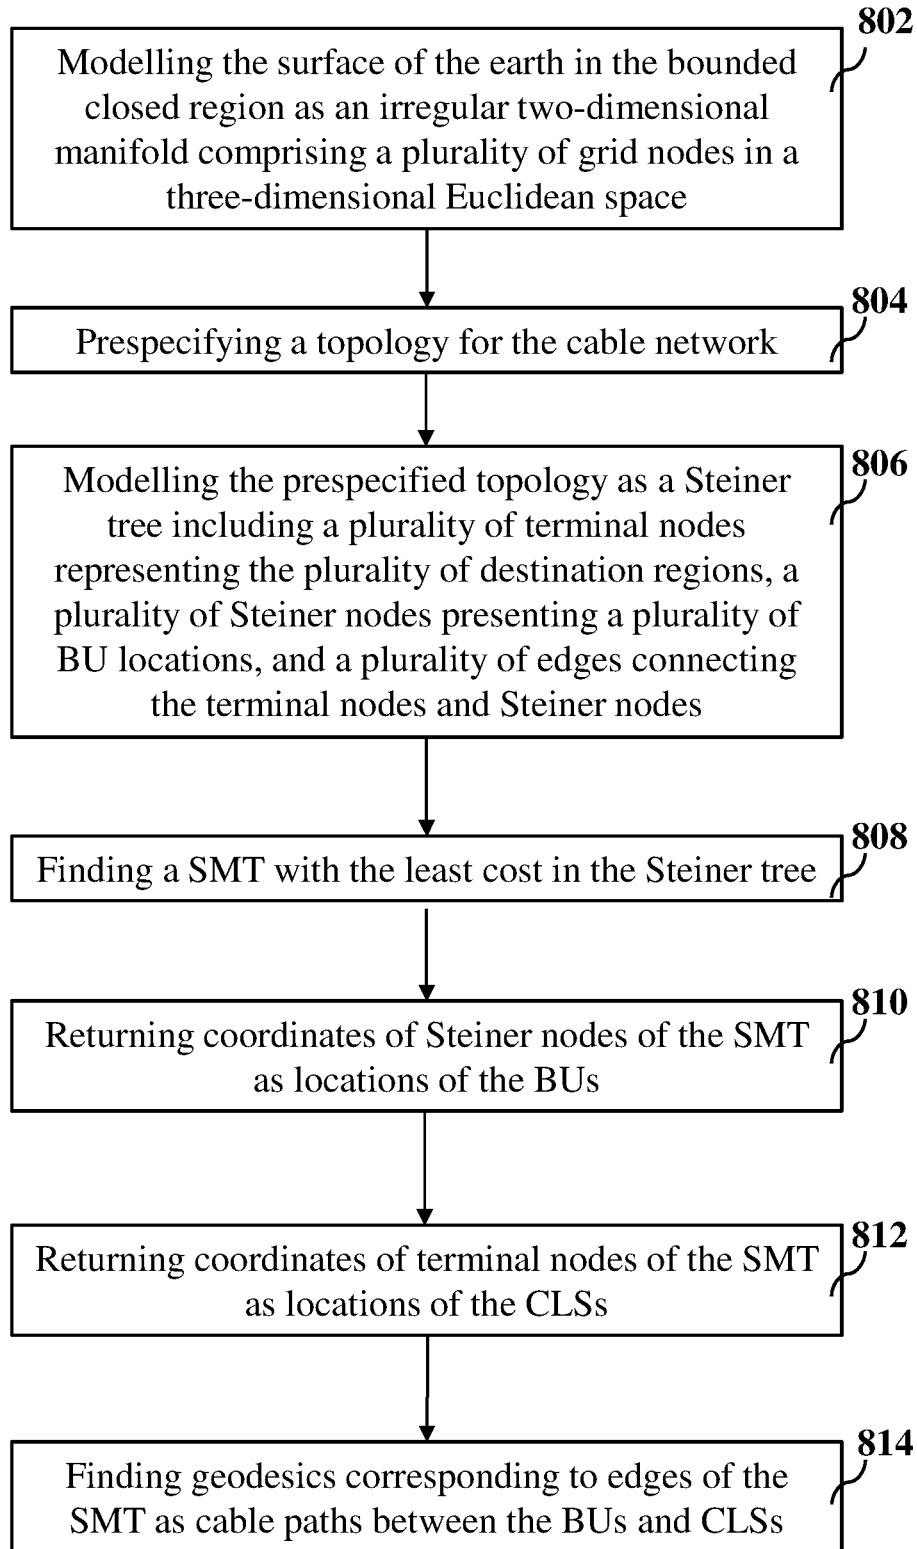 802
Modelling the surface of the earth in the bounded
closed region as an irregular two-dimensional
manifold comprising a plurality of grid nodes in a
three-dimensional Euclidean space
804
Prespecifying a topology for the cable network
806
Modelling the prespecified topology as a Steiner
tree including a plurality of terminal nodes
representing the plurality of destination regions, a
plurality of Steiner nodes presenting a plurality of
BU locations, and a plurality of edges connecting
the terminal nodes and Steiner nodes
808
Finding a SMT with the least cost in the Steiner tree
810
Returning coordinates of Steiner nodes of the SMT
as locations of the BUs
812
Returning coordinates of terminal nodes of the SMT
as locations of the CLSs
814
Finding geodesics corresponding to edges of the
SMT as cable paths between the BUs and CLSs